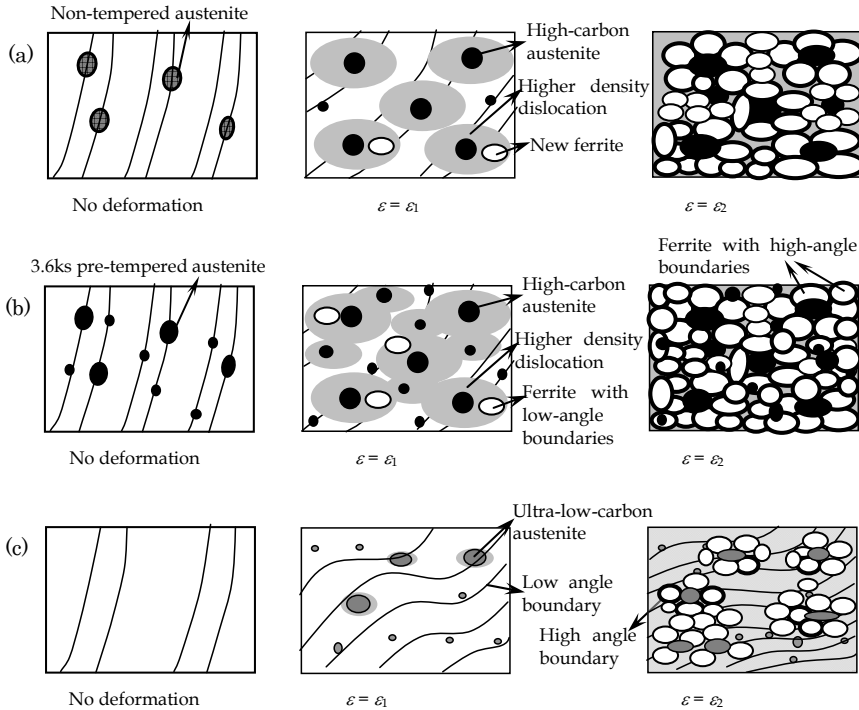 (a)
Non-tempered austenite
High-carbon
austenite
Higher density
dislocation
New ferrite
No deformation
ε = ε1
ε = ε2
(b)
3.6ks pre-tempered austenite
High-carbon
austenite
Higher density
dislocation
Ferrite with
low-angle
boundaries
Ferrite with high-angle
boundaries
No deformation
ε = ε1
ε = ε2
(c)
Ultra-low-carbon
austenite
Low angle
boundary
High angle
boundary
No deformation
ε = ε1
ε = ε2